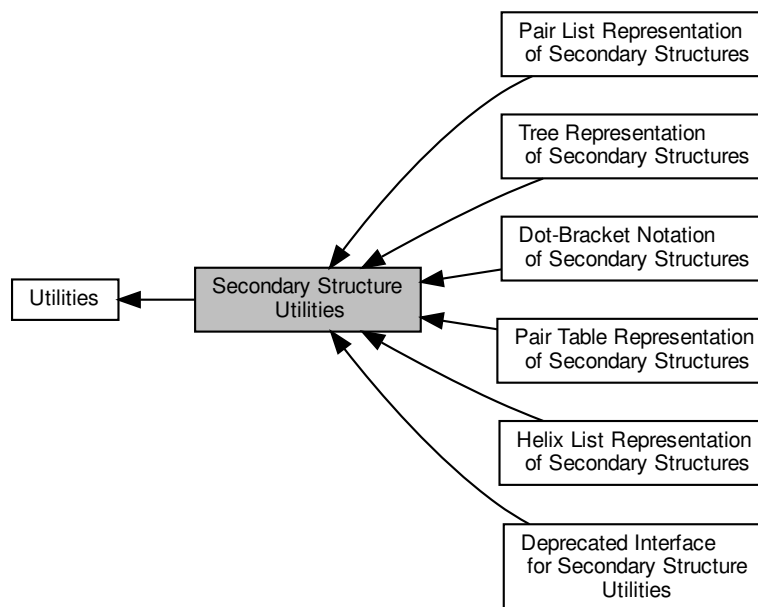 Pair List Representation
of Secondary Structures
Tree Representation
of Secondary Structures
Dot-Bracket Notation
of Secondary Structures
Utilities
Secondary Structure
Utilities
Pair Table Representation
of Secondary Structures
Helix List Representation
of Secondary Structures
Deprecated Interface
for Secondary Structure
Utilities